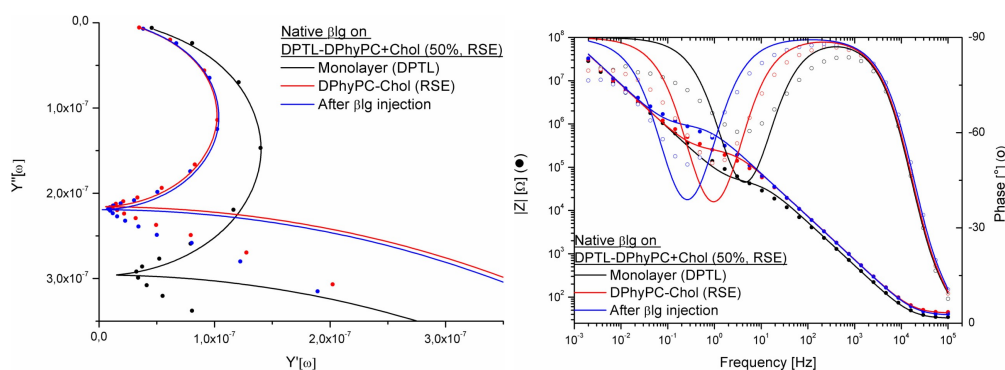 0,0
1,0x10⁻⁷
2,0x10⁻⁷
3,0x10⁻⁷
Y"[ω]
Native βlg on
DPTL-DPhyPC+Chol (50%, RSE)
Monolayer (DPTL)
DPhyPC-Chol (RSE)
After βlg injection
0,0
1,0x10⁻⁷
2,0x10⁻⁷
3,0x10⁻⁷
Y'[ω]
10⁸
10⁷
10⁶
10⁵
10⁴
10³
10²
|Z| [Ω] (●)
Native βlg on
DPTL-DPhyPC+Chol (50%, RSE)
Monolayer (DPTL)
DPhyPC-Chol (RSE)
After βlg injection
-90
-60
-30
0
Phase [°] (o)
10⁻³ 10⁻² 10⁻¹ 10⁰ 10¹ 10² 10³ 10⁴ 10⁵
Frequency [Hz]